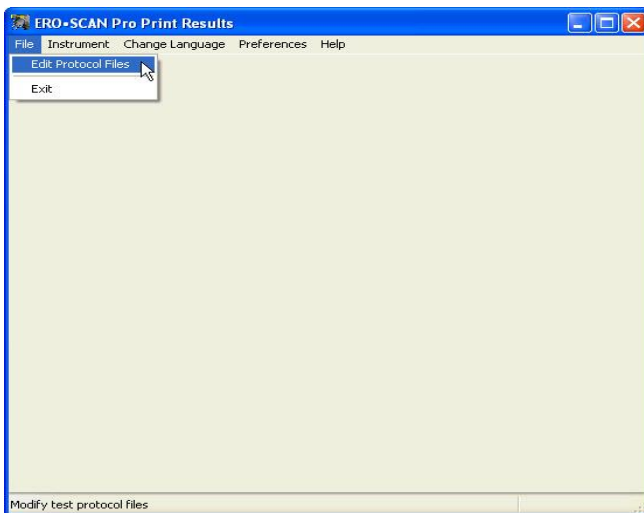 ERO•SCAN Pro Print Results
File Instrument Change Language Preferences Help
Edit Protocol Files
Exit
Modify test protocol files